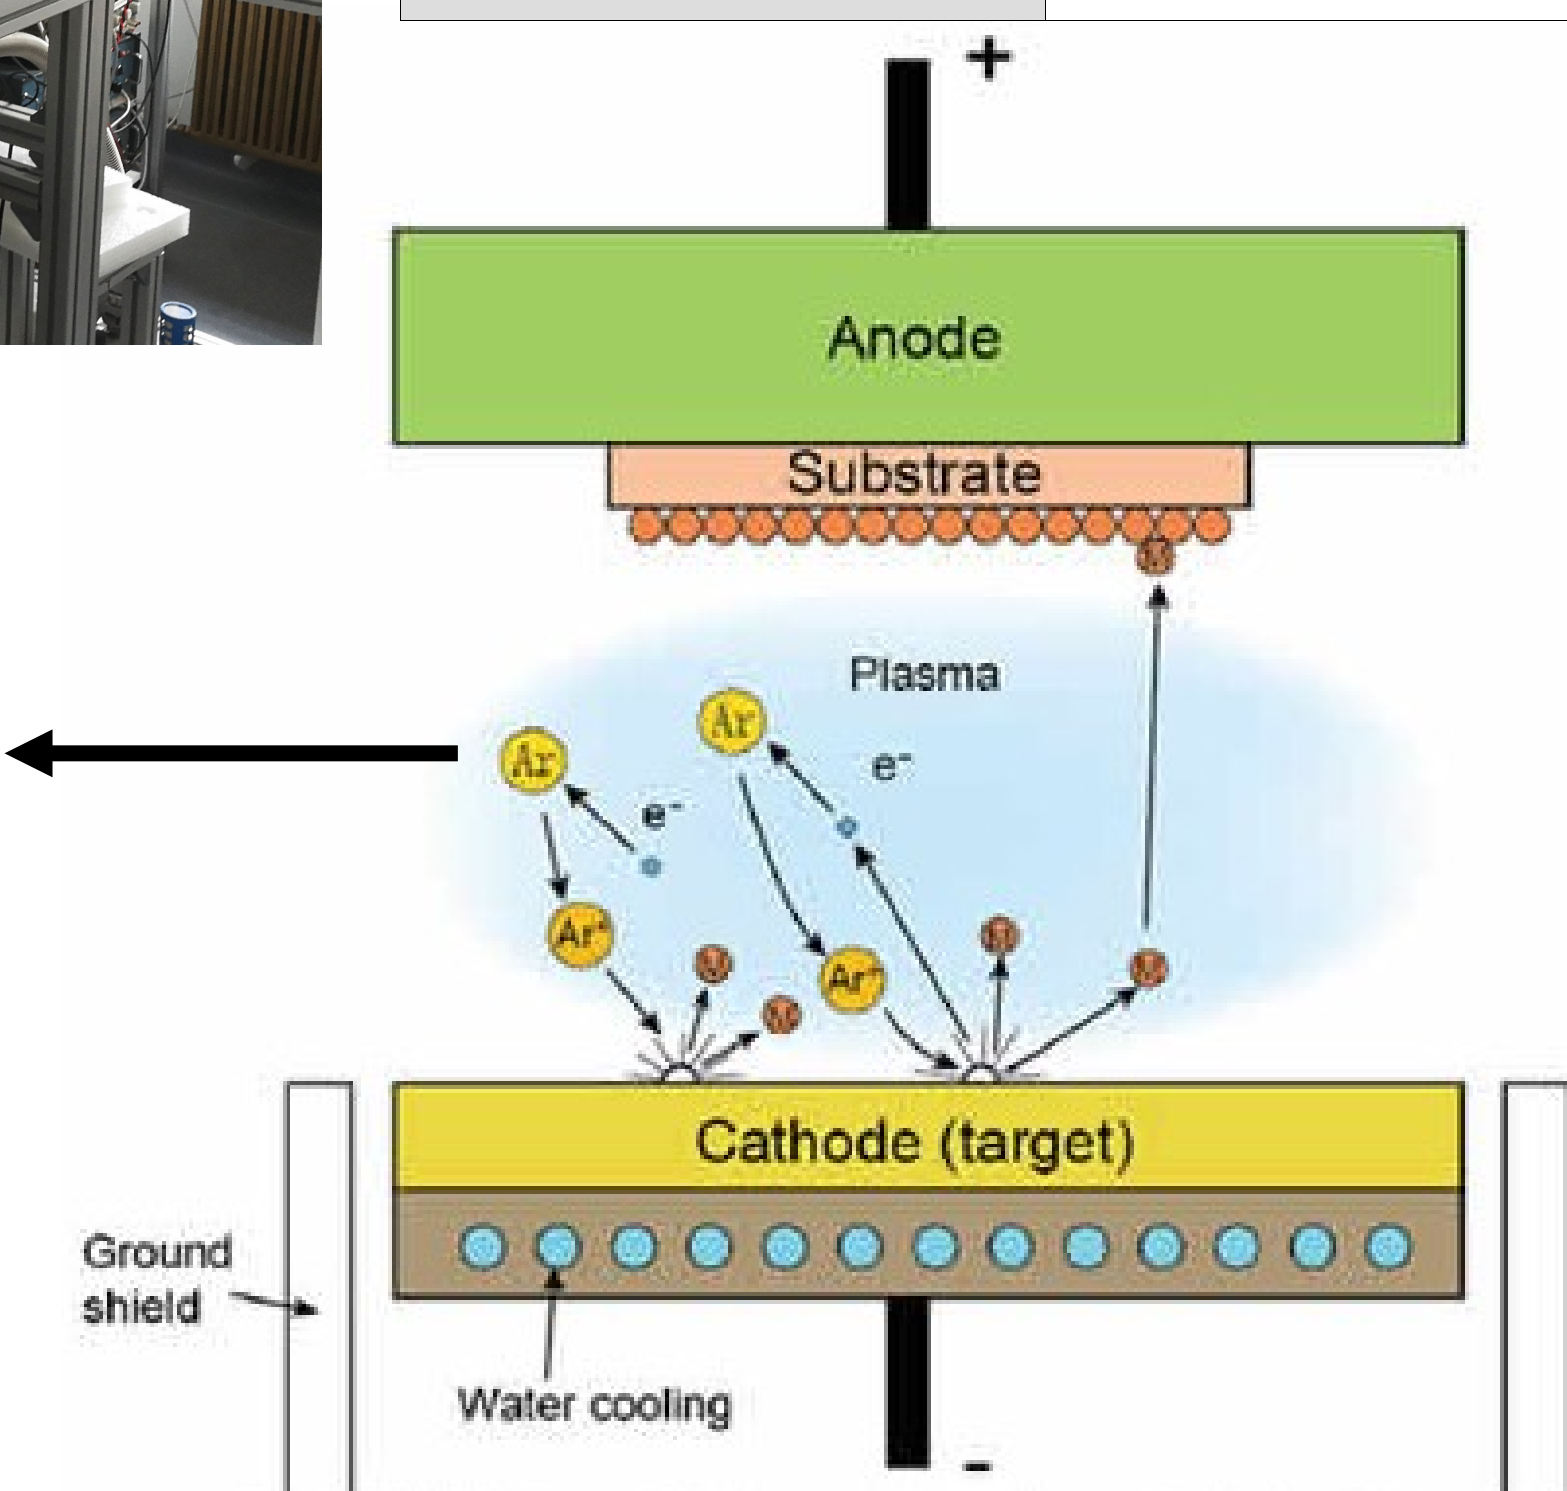 +
Anode
Substrate
M
Plasma
Ar
Ar
e⁻
e⁻
Ar⁺
M
M
Ar⁺
M
M
Cathode (target)
Ground
shield
Water cooling
-